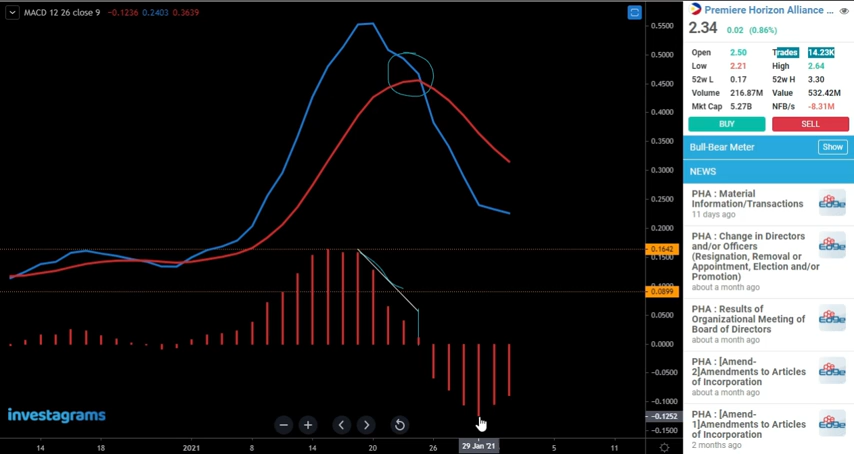 MACD 12 26 close 9 −0.1236 0.2403 0.3639
0.5500
0.5000
0.4500
0.4000
0.3500
0.3000
0.2500
0.2000
0.1642
0.1500
0.0899
0.0500
0.0000
−0.0500
−0.1000
−0.1252
−0.1500
investagrams
14
18
2021
8
14
20
26
29 Jan '21
5
11
Premiere Horizon Alliance ...
2.34 0.02 (0.86%)
Open 2.50 Trades 14.23K
Low 2.21 High 2.64
52w L 0.17 52w H 3.30
Volume 216.87M Value 532.42M
Mkt Cap 5.27B NFB/s -8.31M
BUY SELL
Bull-Bear Meter Show
NEWS
PHA : Material
Information/Transactions
11 days ago
PHA : Change in Directors
and/or Officers
(Resignation, Removal or
Appointment, Election and/or
Promotion)
about a month ago
PHA : Results of
Organizational Meeting of
Board of Directors
about a month ago
PHA : [Amend-
2]Amendments to Articles
of Incorporation
about a month ago
PHA : [Amend-
1]Amendments to Articles
of Incorporation
2 months ago